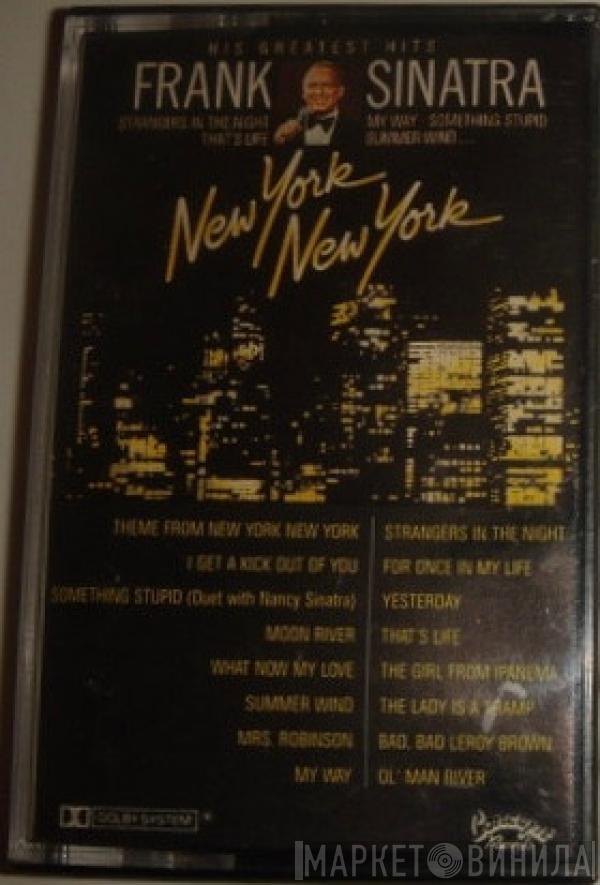 HIS GREATEST HITS
FRANK SINATRA
STRANGERS IN THE NIGHT
THAT'S LIFE
MY WAY - SOMETHING STUPID
SUMMER WIND...
New York
New York
THEME FROM NEW YORK NEW YORK
I GET A KICK OUT OF YOU
SOMETHING STUPID (Duet with Nancy Sinatra)
MOON RIVER
WHAT NOW MY LOVE
SUMMER WIND
MRS. ROBINSON
MY WAY
STRANGERS IN THE NIGHT
FOR ONCE IN MY LIFE
YESTERDAY
THAT'S LIFE
THE GIRL FROM IPANEMA
THE LADY IS A TRAMP
BAD, BAD LEROY BROWN
OL' MAN RIVER
DOLBY SYSTEM
МАРКЕТ ВИНИЛА